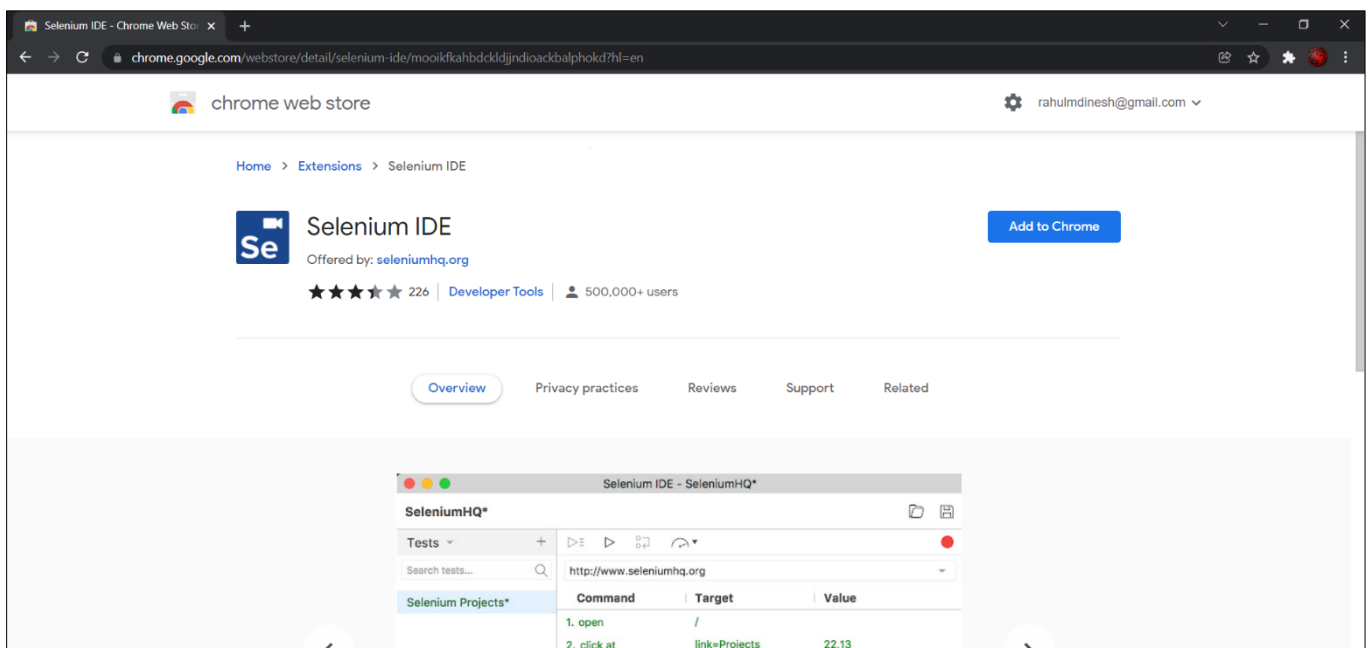 Selenium IDE - Chrome Web Stor
chrome.google.com/webstore/detail/selenium-ide/mooikfkahbdckldjjndioackbalphokd?hl=en
chrome web store
rahulmdinesh@gmail.com
Home > Extensions > Selenium IDE
Se
Selenium IDE
Add to Chrome
Offered by: seleniumhq.org
226 Developer Tools 500,000+ users
Overview Privacy practices Reviews Support Related
Selenium IDE - SeleniumHQ*
SeleniumHQ*
Tests
Search tests...
http://www.seleniumhq.org
Selenium Projects*
Command Target Value
1. open /
2. click at link=Projects 22,13